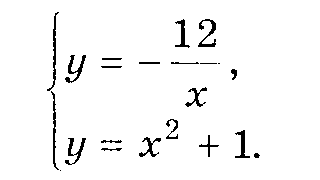 y = -12/x,
y = x² + 1.